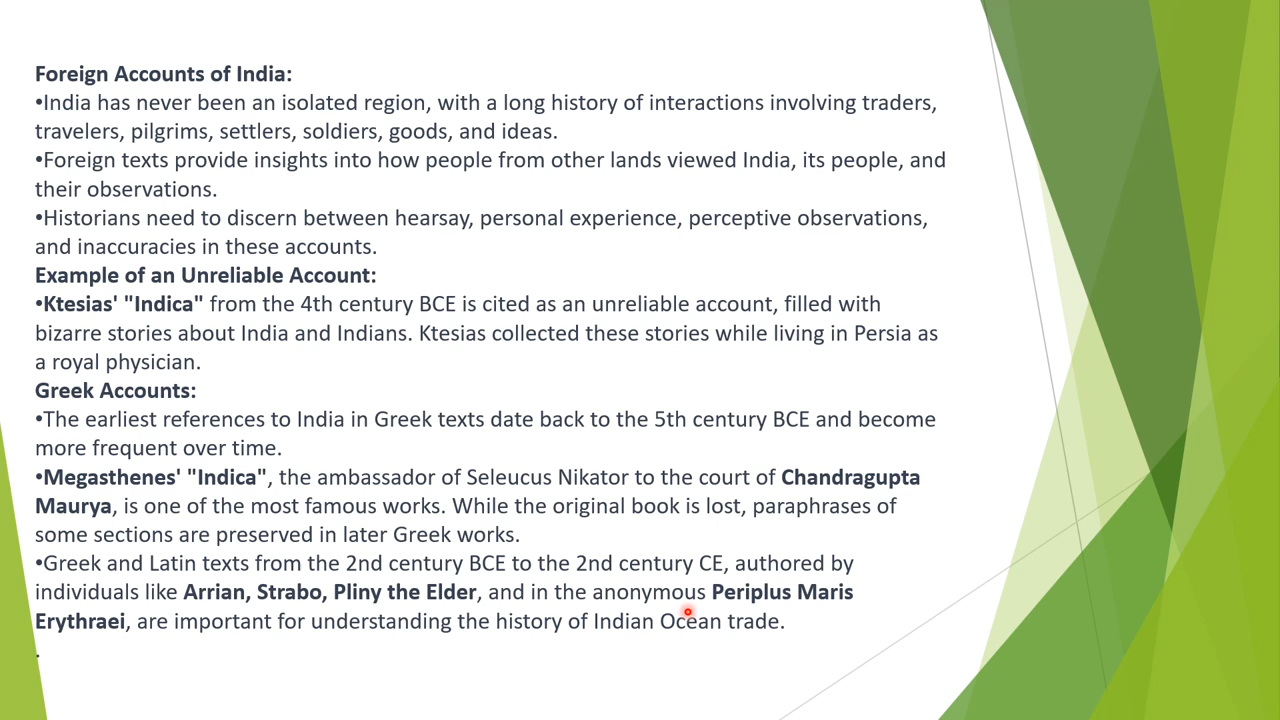 Foreign Accounts of India:
•India has never been an isolated region, with a long history of interactions involving traders,
travelers, pilgrims, settlers, soldiers, goods, and ideas.
•Foreign texts provide insights into how people from other lands viewed India, its people, and
their observations.
•Historians need to discern between hearsay, personal experience, perceptive observations,
and inaccuracies in these accounts.
Example of an Unreliable Account:
•Ktesias' "Indica" from the 4th century BCE is cited as an unreliable account, filled with
bizarre stories about India and Indians. Ktesias collected these stories while living in Persia as
a royal physician.
Greek Accounts:
•The earliest references to India in Greek texts date back to the 5th century BCE and become
more frequent over time.
•Megasthenes' "Indica", the ambassador of Seleucus Nikator to the court of Chandragupta
Maurya, is one of the most famous works. While the original book is lost, paraphrases of
some sections are preserved in later Greek works.
•Greek and Latin texts from the 2nd century BCE to the 2nd century CE, authored by
individuals like Arrian, Strabo, Pliny the Elder, and in the anonymous Periplus Maris
Erythraei, are important for understanding the history of Indian Ocean trade.
.